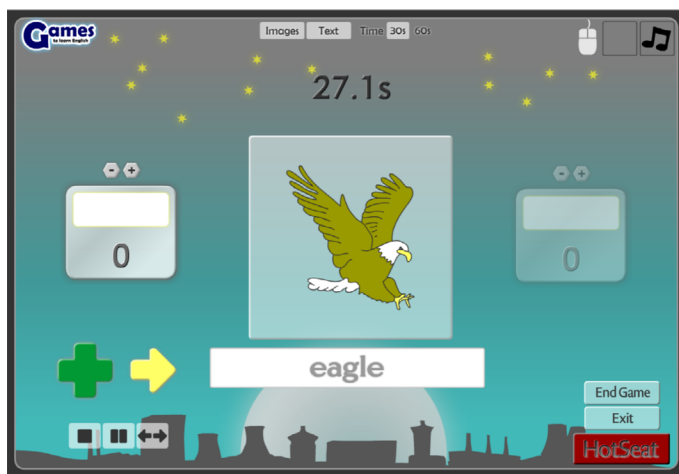 Games
to learn English
Images Text Time 30s 60s
27.1s
0
0
eagle
End Game
Exit
HotSeat